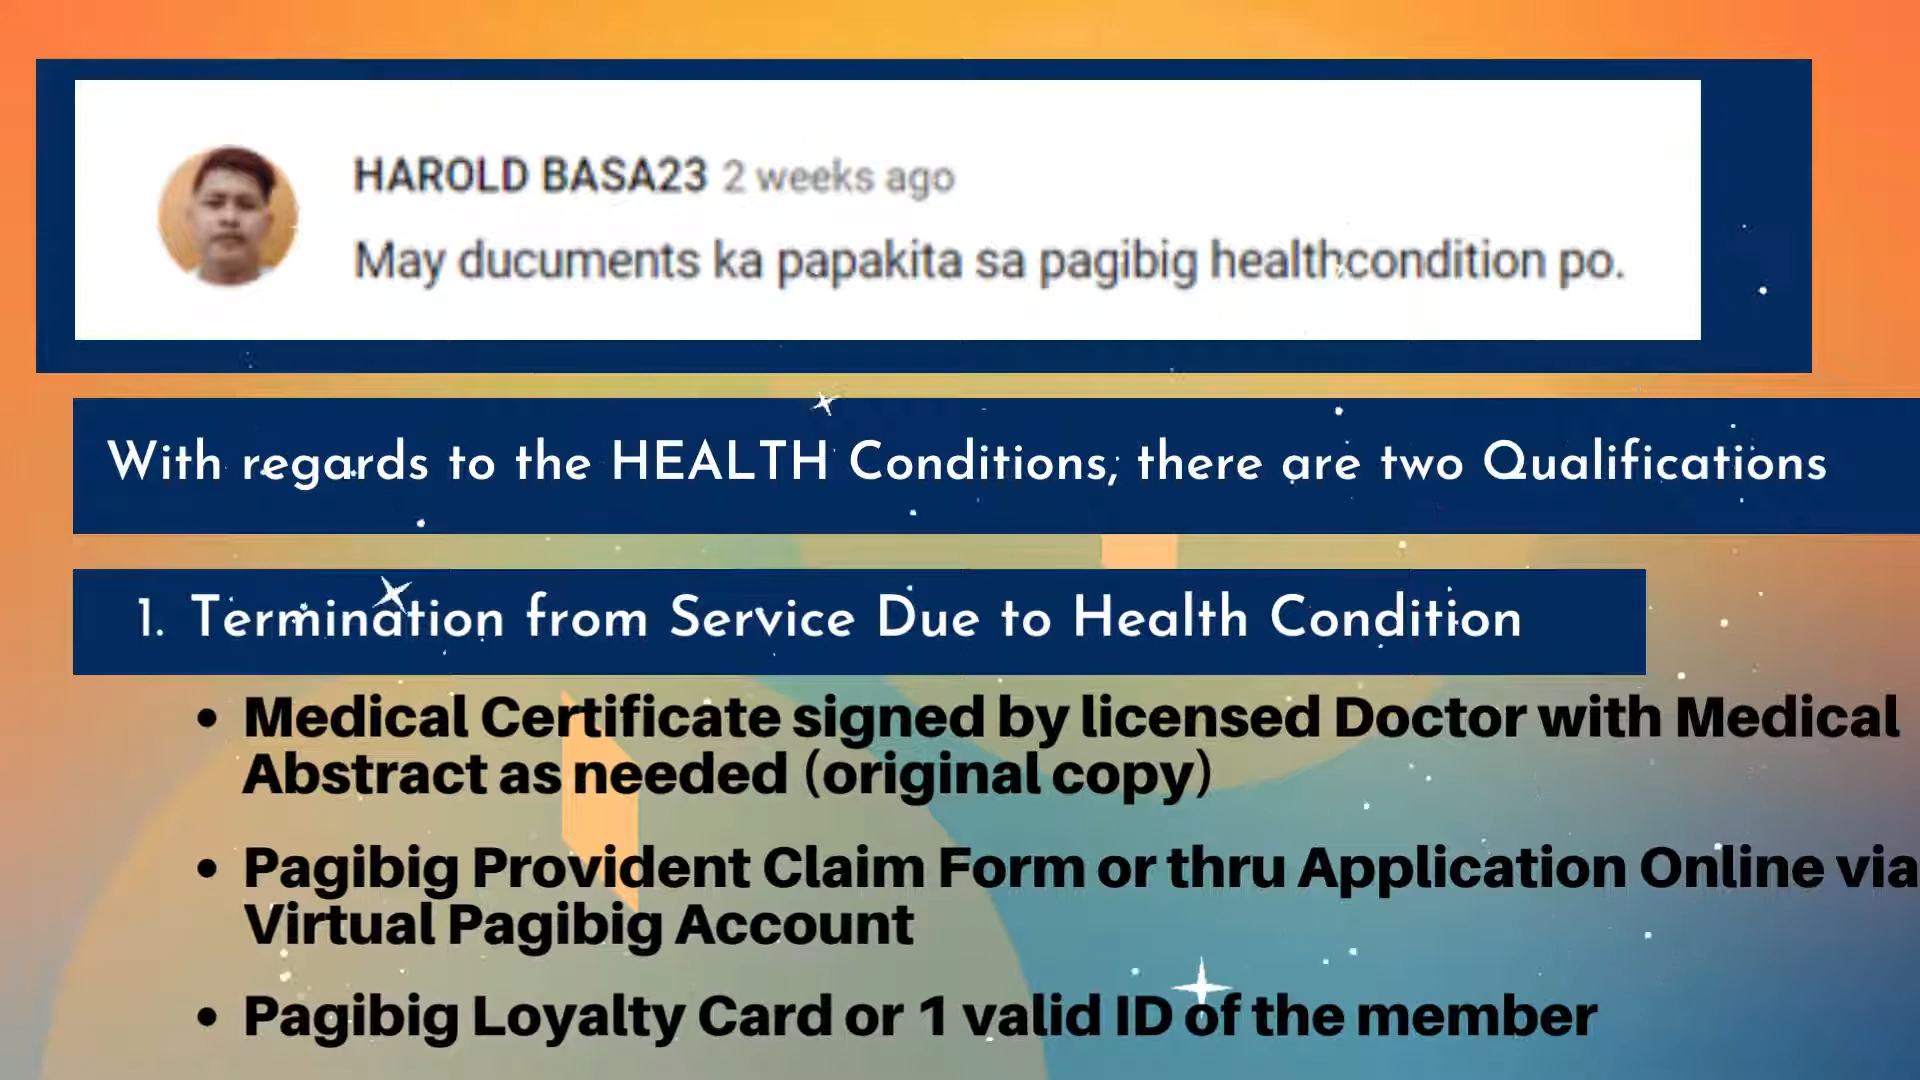 HAROLD BASA23 2 weeks ago
May ducuments ka papakita sa pagibig healthcondition po.
With regards to the HEALTH Conditions, there are two Qualifications
1. Termination from Service Due to Health Condition
• Medical Certificate signed by licensed Doctor with Medical
Abstract as needed (original copy)
• Pagibig Provident Claim Form or thru Application Online via
Virtual Pagibig Account
• Pagibig Loyalty Card or 1 valid ID of the member